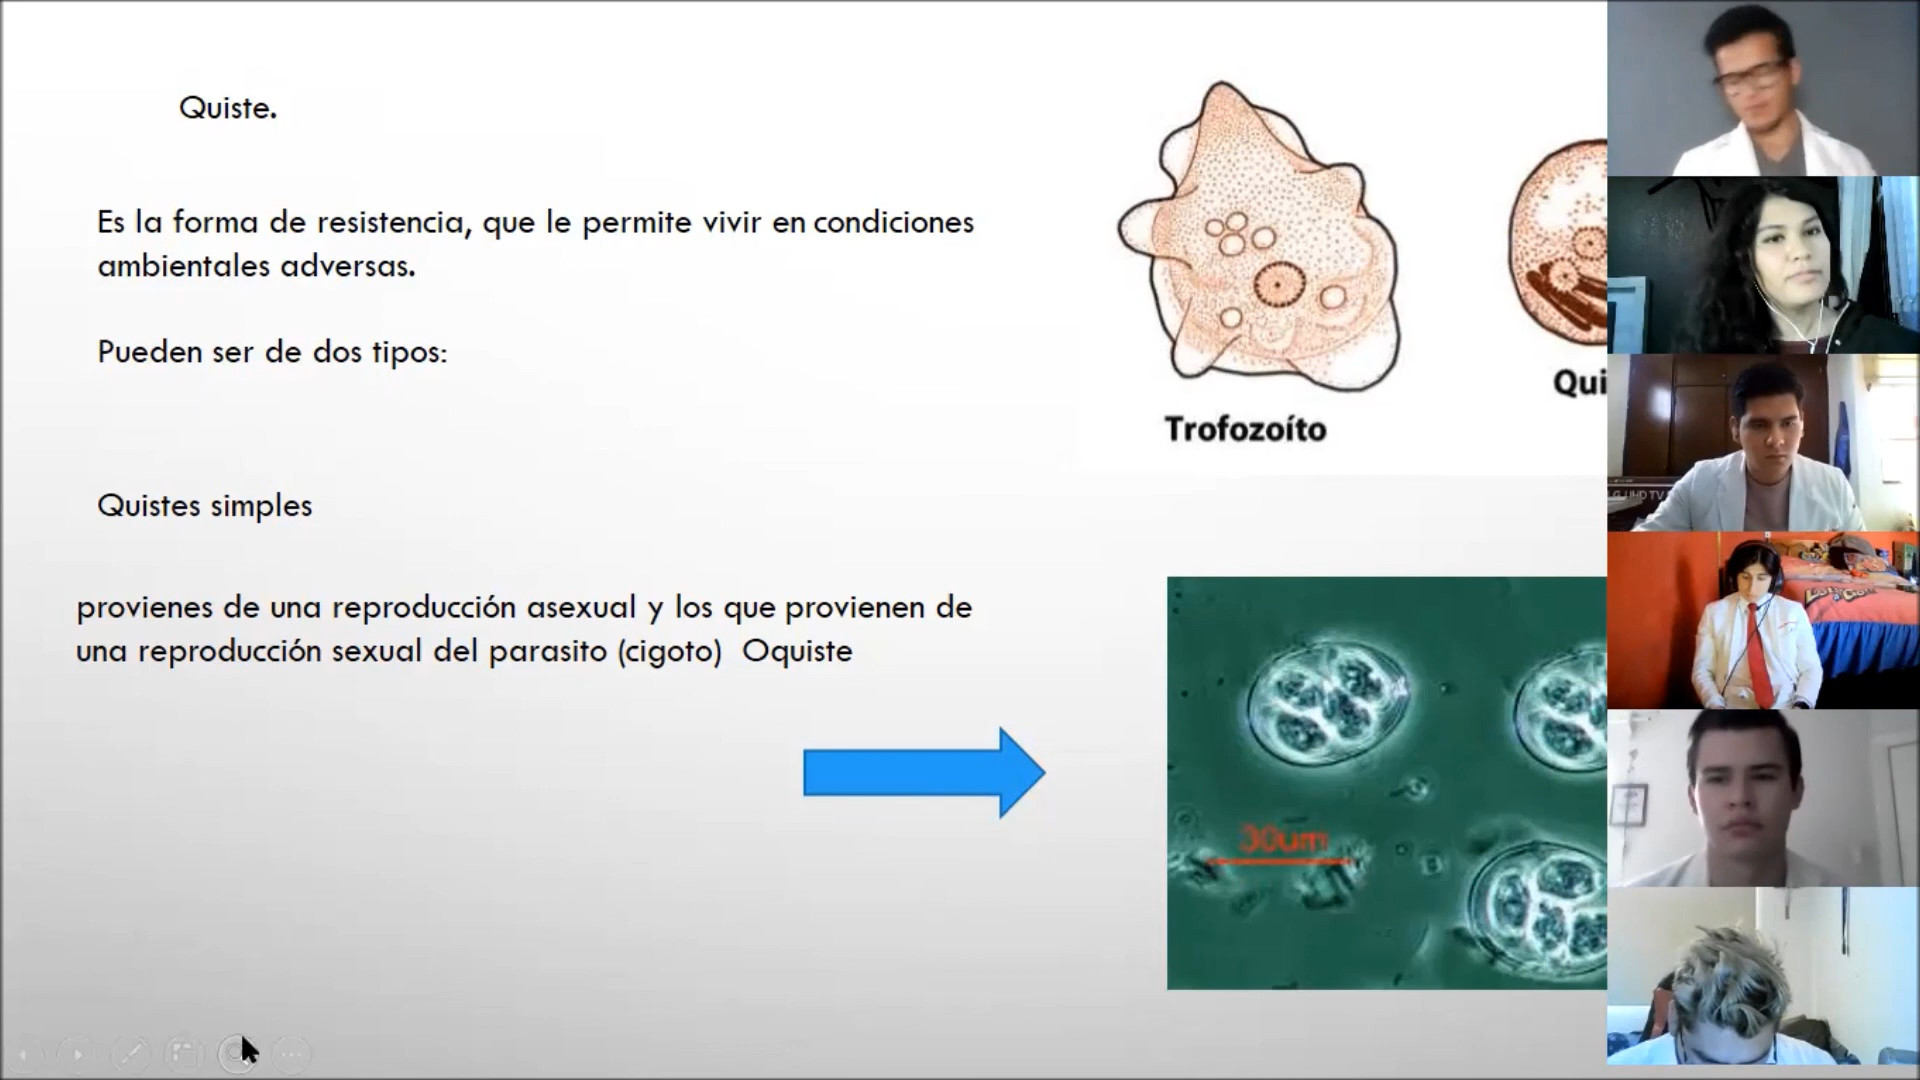 Quiste.
Es la forma de resistencia, que le permite vivir en condiciones
ambientales adversas.
Pueden ser de dos tipos:
Quistes simples
provienes de una reproducción asexual y los que provienen de
una reproducción sexual del parasito (cigoto)  Oquiste
Trofozoíto
Qui
30um
UHD TV